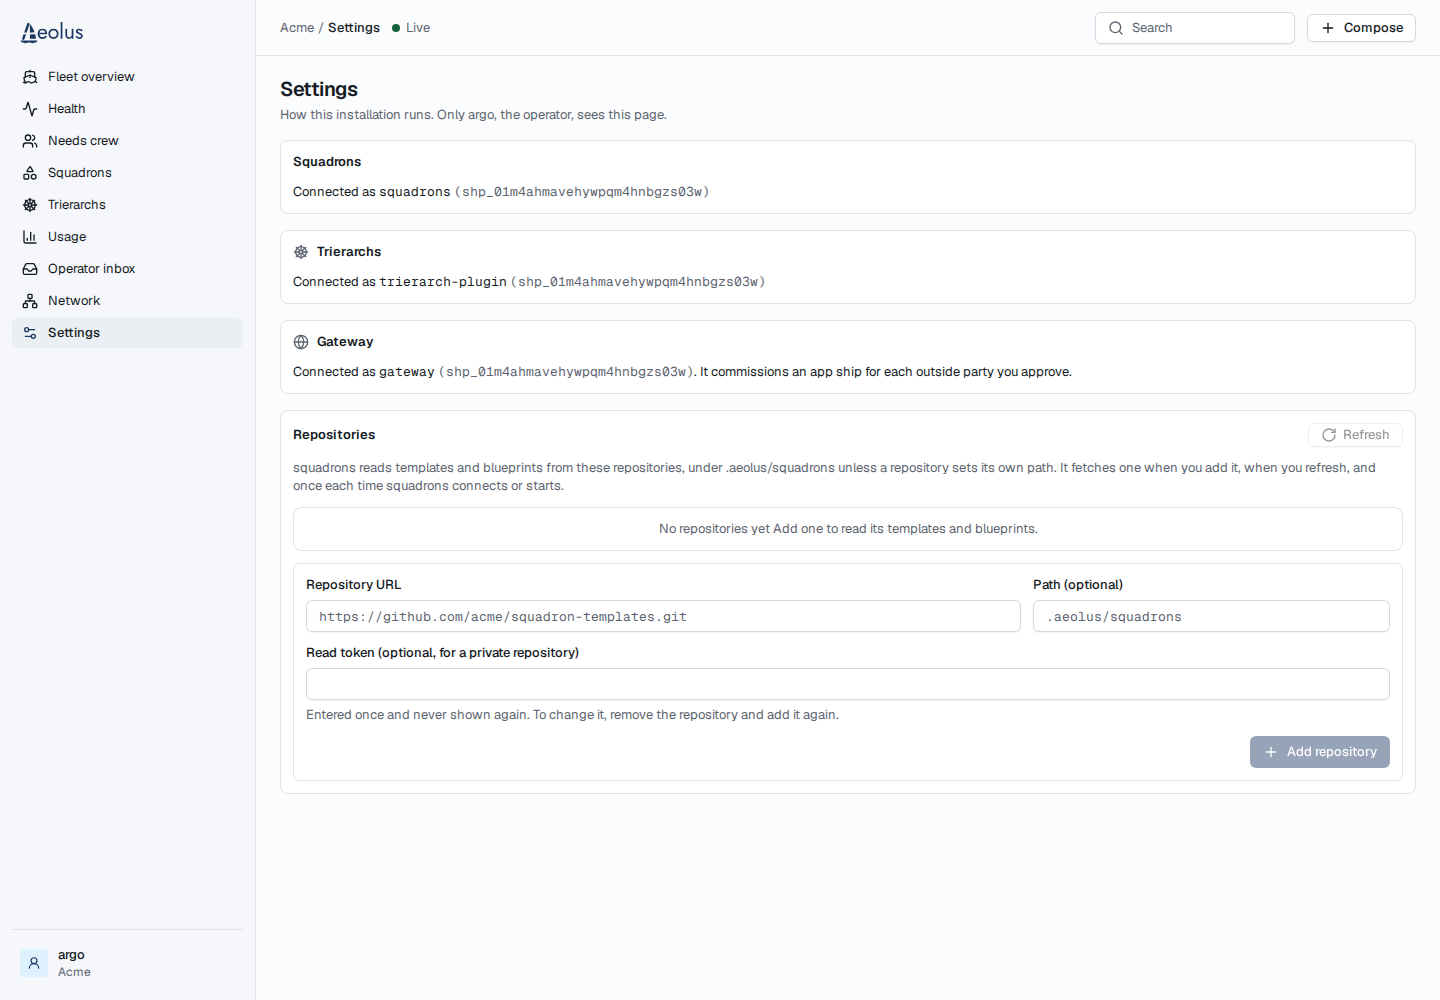 Aeolus
Fleet overview
Health
Needs crew
Squadrons
Trierarchs
Usage
Operator inbox
Network
Settings
argo
Acme
Acme / Settings Live
Search
Compose
Settings
How this installation runs. Only argo, the operator, sees this page.
Squadrons
Connected as squadrons (shp_01m4ahmavehywpqm4hnbgzs03w)
Trierarchs
Connected as trierarch-plugin (shp_01m4ahmavehywpqm4hnbgzs03w)
Gateway
Connected as gateway (shp_01m4ahmavehywpqm4hnbgzs03w). It commissions an app ship for each outside party you approve.
Repositories
Refresh
squadrons reads templates and blueprints from these repositories, under .aeolus/squadrons unless a repository sets its own path. It fetches one when you add it, when you refresh, and
once each time squadrons connects or starts.
No repositories yet Add one to read its templates and blueprints.
Repository URL
Path (optional)
https://github.com/acme/squadron-templates.git
.aeolus/squadrons
Read token (optional, for a private repository)
Entered once and never shown again. To change it, remove the repository and add it again.
Add repository